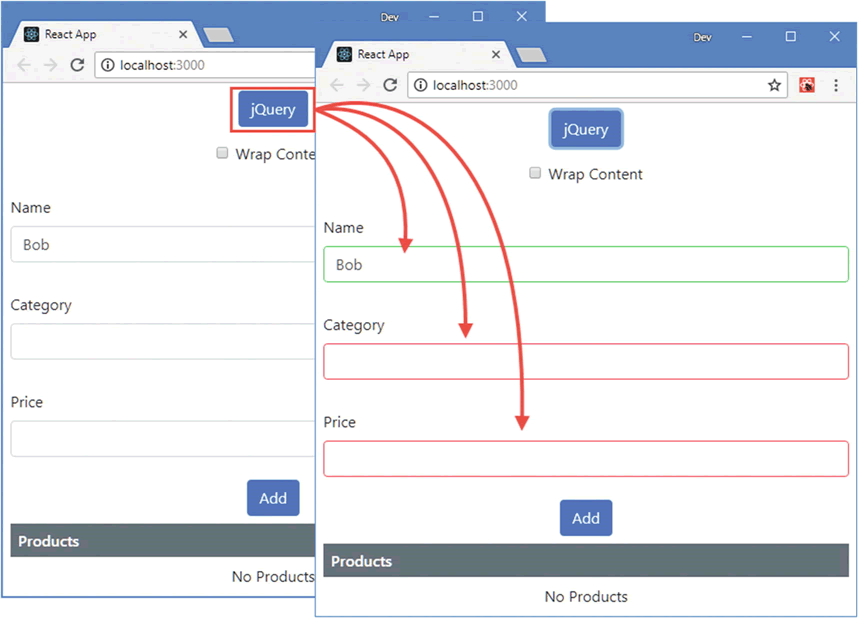 Dev
React App
localhost:3000
jQuery
Wrap Conte
Name
Bob
Category
Price
Add
Products
No Products
Dev
React App
localhost:3000
jQuery
Wrap Content
Name
Bob
Category
Price
Add
Products
No Products